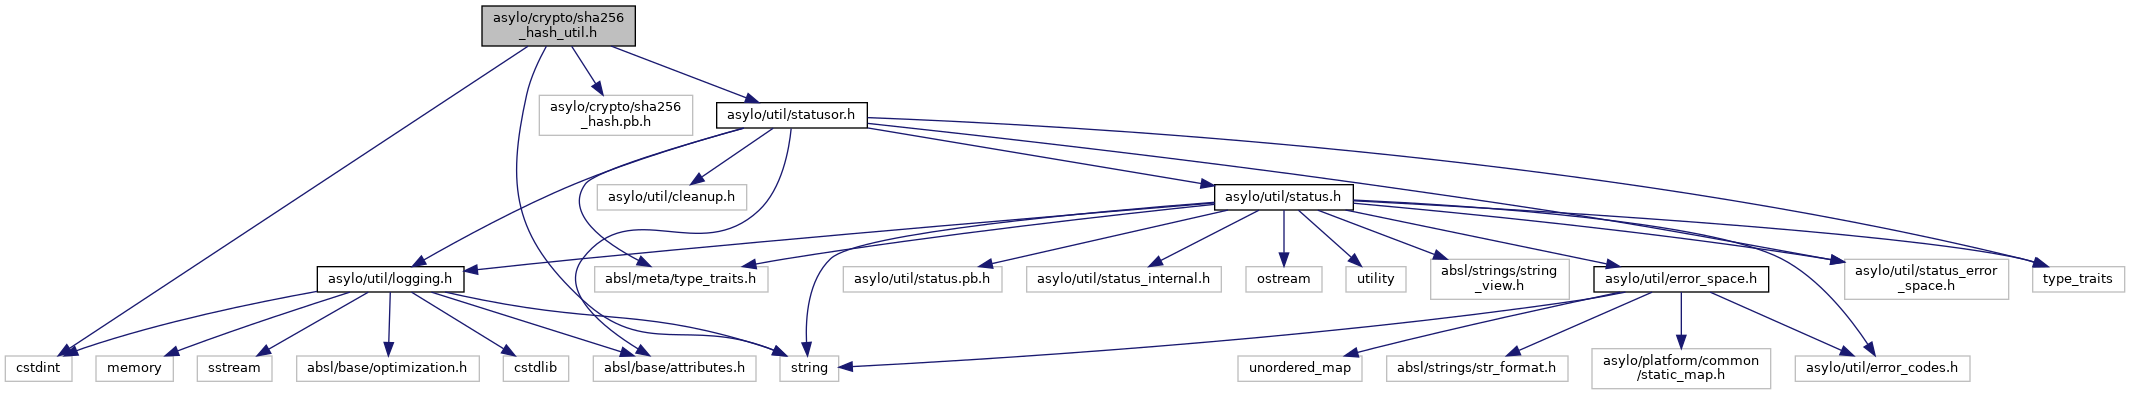 asylo/crypto/sha256
_hash_util.h
asylo/crypto/sha256
_hash.pb.h
asylo/util/statusor.h
asylo/util/cleanup.h
asylo/util/status.h
asylo/util/logging.h
absl/meta/type_traits.h
asylo/util/status.pb.h
asylo/util/status_internal.h
ostream
utility
absl/strings/string
_view.h
asylo/util/error_space.h
asylo/util/status_error
_space.h
type_traits
cstdint
memory
sstream
absl/base/optimization.h
cstdlib
absl/base/attributes.h
string
unordered_map
absl/strings/str_format.h
asylo/platform/common
/static_map.h
asylo/util/error_codes.h